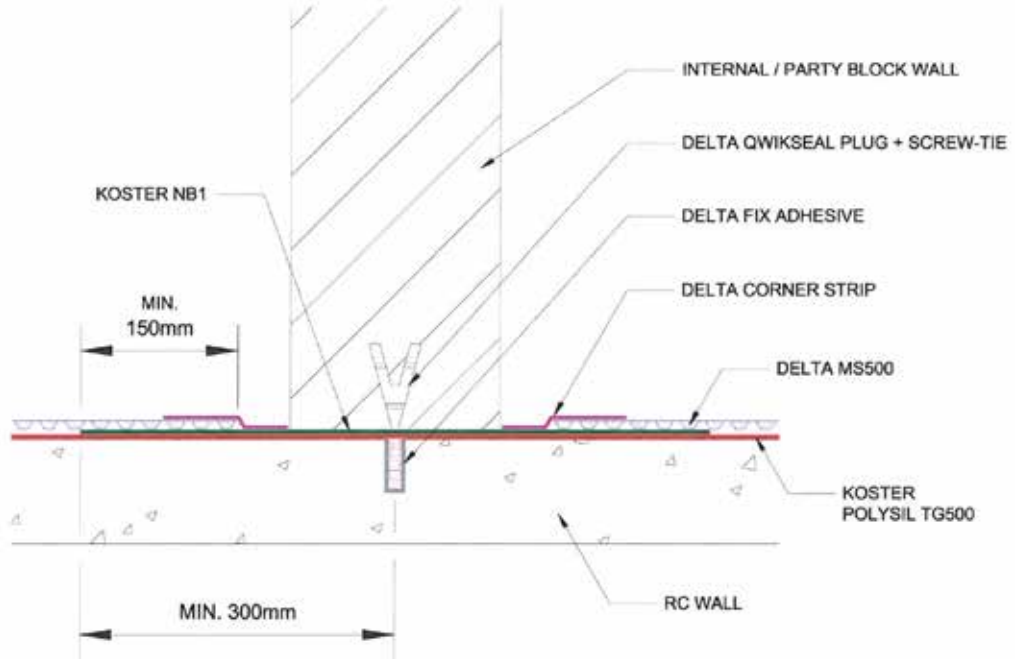 INTERNAL / PARTY BLOCK WALL
DELTA QWIKSEAL PLUG + SCREW-TIE
KOSTER NB1
DELTA FIX ADHESIVE
DELTA CORNER STRIP
MIN.
150mm
DELTA MS500
KOSTER
POLYSIL TG500
RC WALL
MIN. 300mm